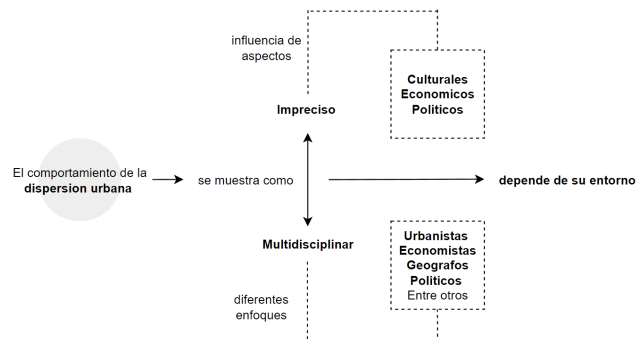 influencia de
aspectos
Culturales
Economicos
Politicos
Impreciso
El comportamiento de la
dispersion urbana
se muestra como
depende de su entorno
Multidisciplinar
Urbanistas
Economistas
Geografos
Politicos
Entre otros
diferentes
enfoques